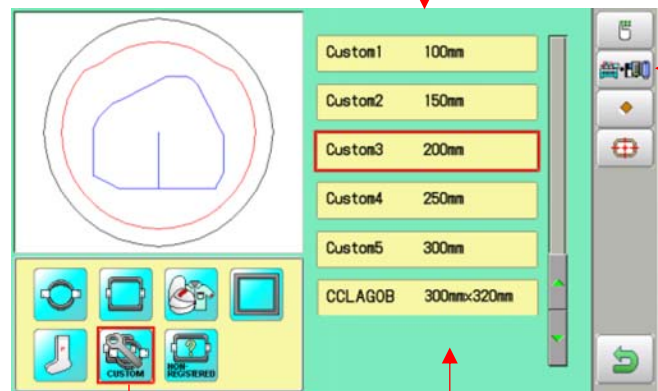 Custom1 100mm
Custom2 150mm
Custom3 200mm
Custom4 250mm
Custom5 300mm
CCLAGOB 300mm×320mm
CUSTOM
NON-
REGISTERED